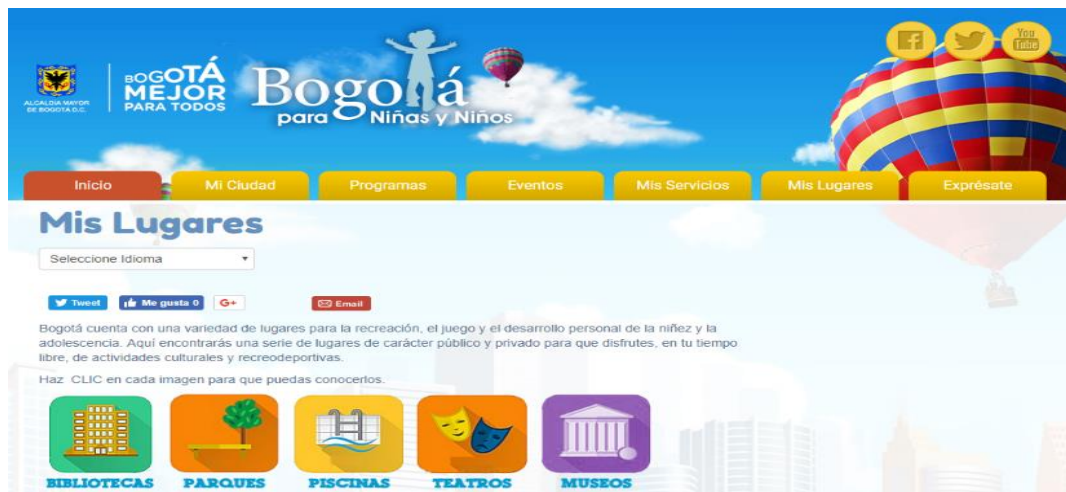 ALCALDÍA MAYOR
DE BOGOTÁ D.C.
BOGOTÁ
MEJOR
PARA TODOS
Bogotá
para Niñas y Niños
You
Tube
Inicio
Mi Ciudad
Programas
Eventos
Mis Servicios
Mis Lugares
Exprésate
Mis Lugares
Seleccione Idioma
Tweet
Me gusta 0
G+
Email
Bogotá cuenta con una variedad de lugares para la recreación, el juego y el desarrollo personal de la niñez y la
adolescencia. Aquí encontrarás una serie de lugares de carácter público y privado para que disfrutes, en tu tiempo
libre, de actividades culturales y recreodeportivas.
Haz CLIC en cada imagen para que puedas conocerlos.
BIBLIOTECAS
PARQUES
PISCINAS
TEATROS
MUSEOS